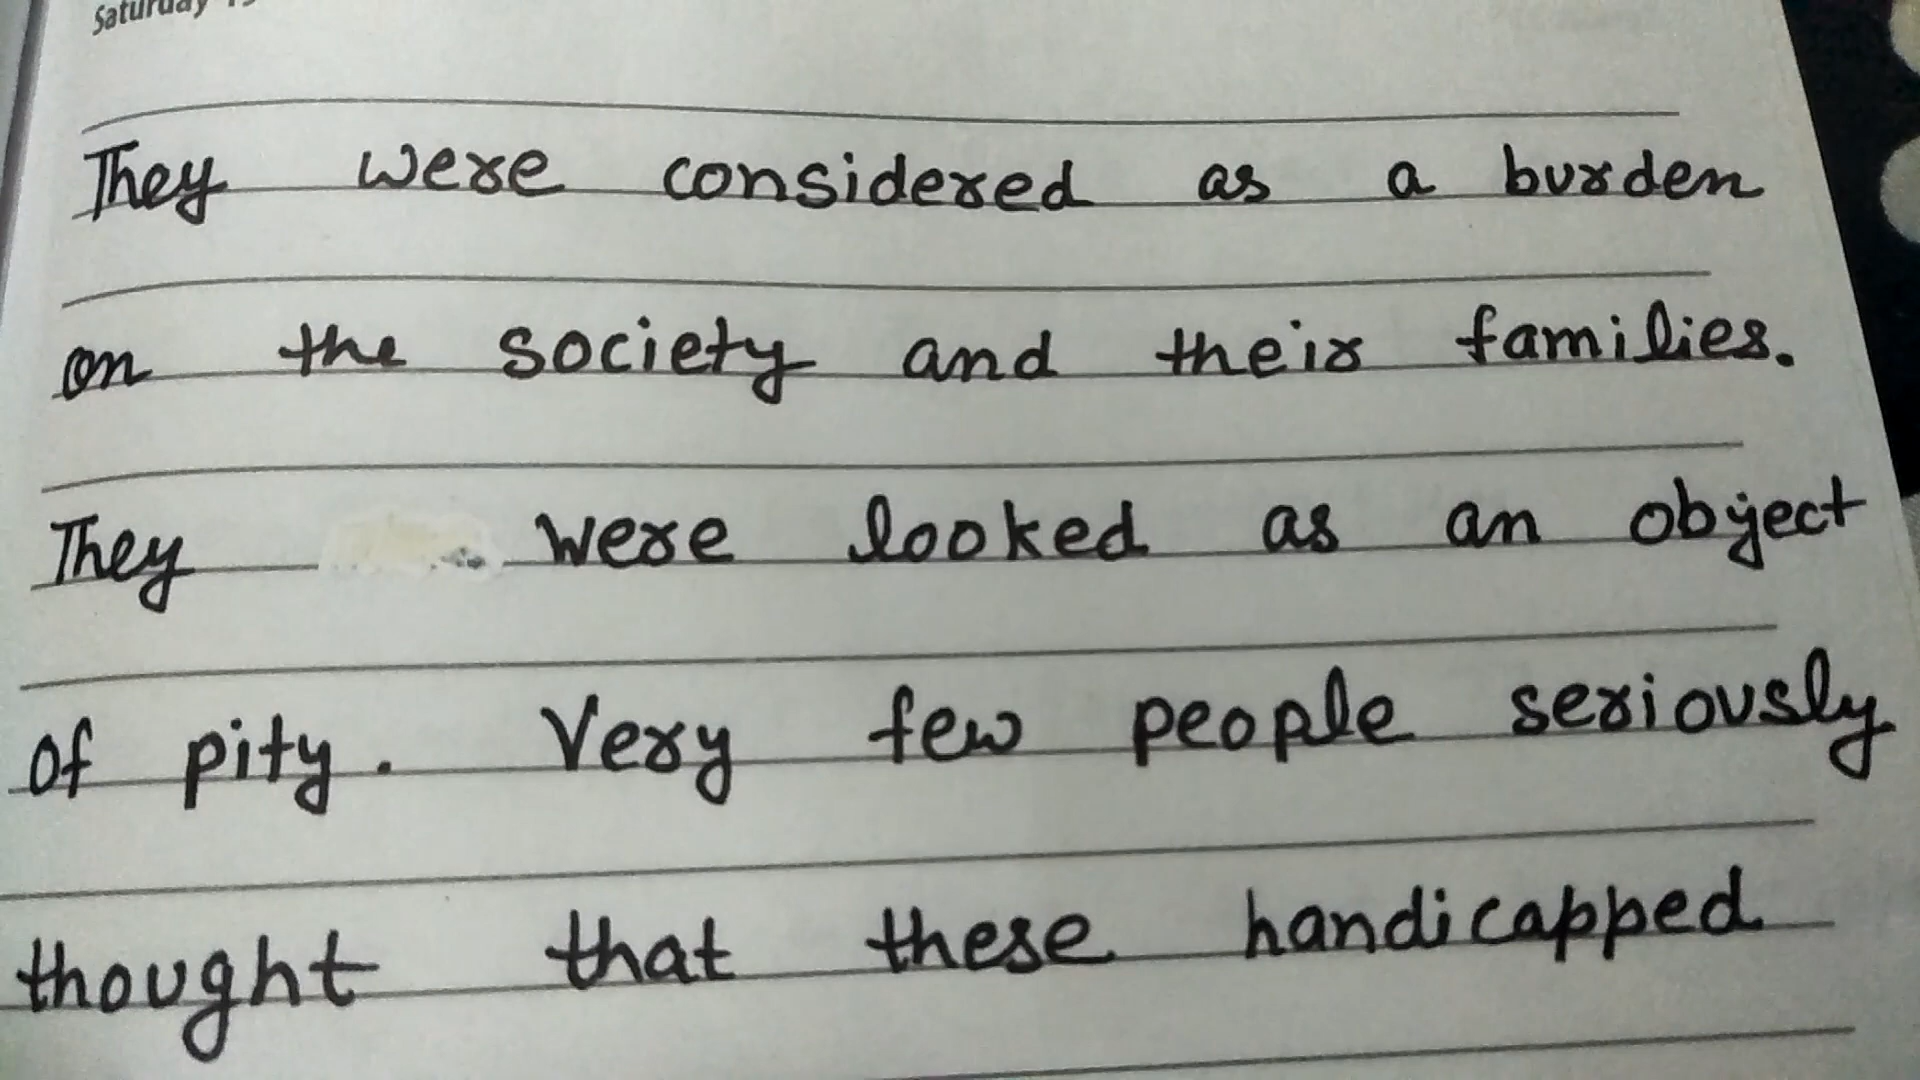 Saturday
They were considered as a burden
on the society and their families.
They were looked as an object
of pity. Very few people seriously
thought that these handicapped